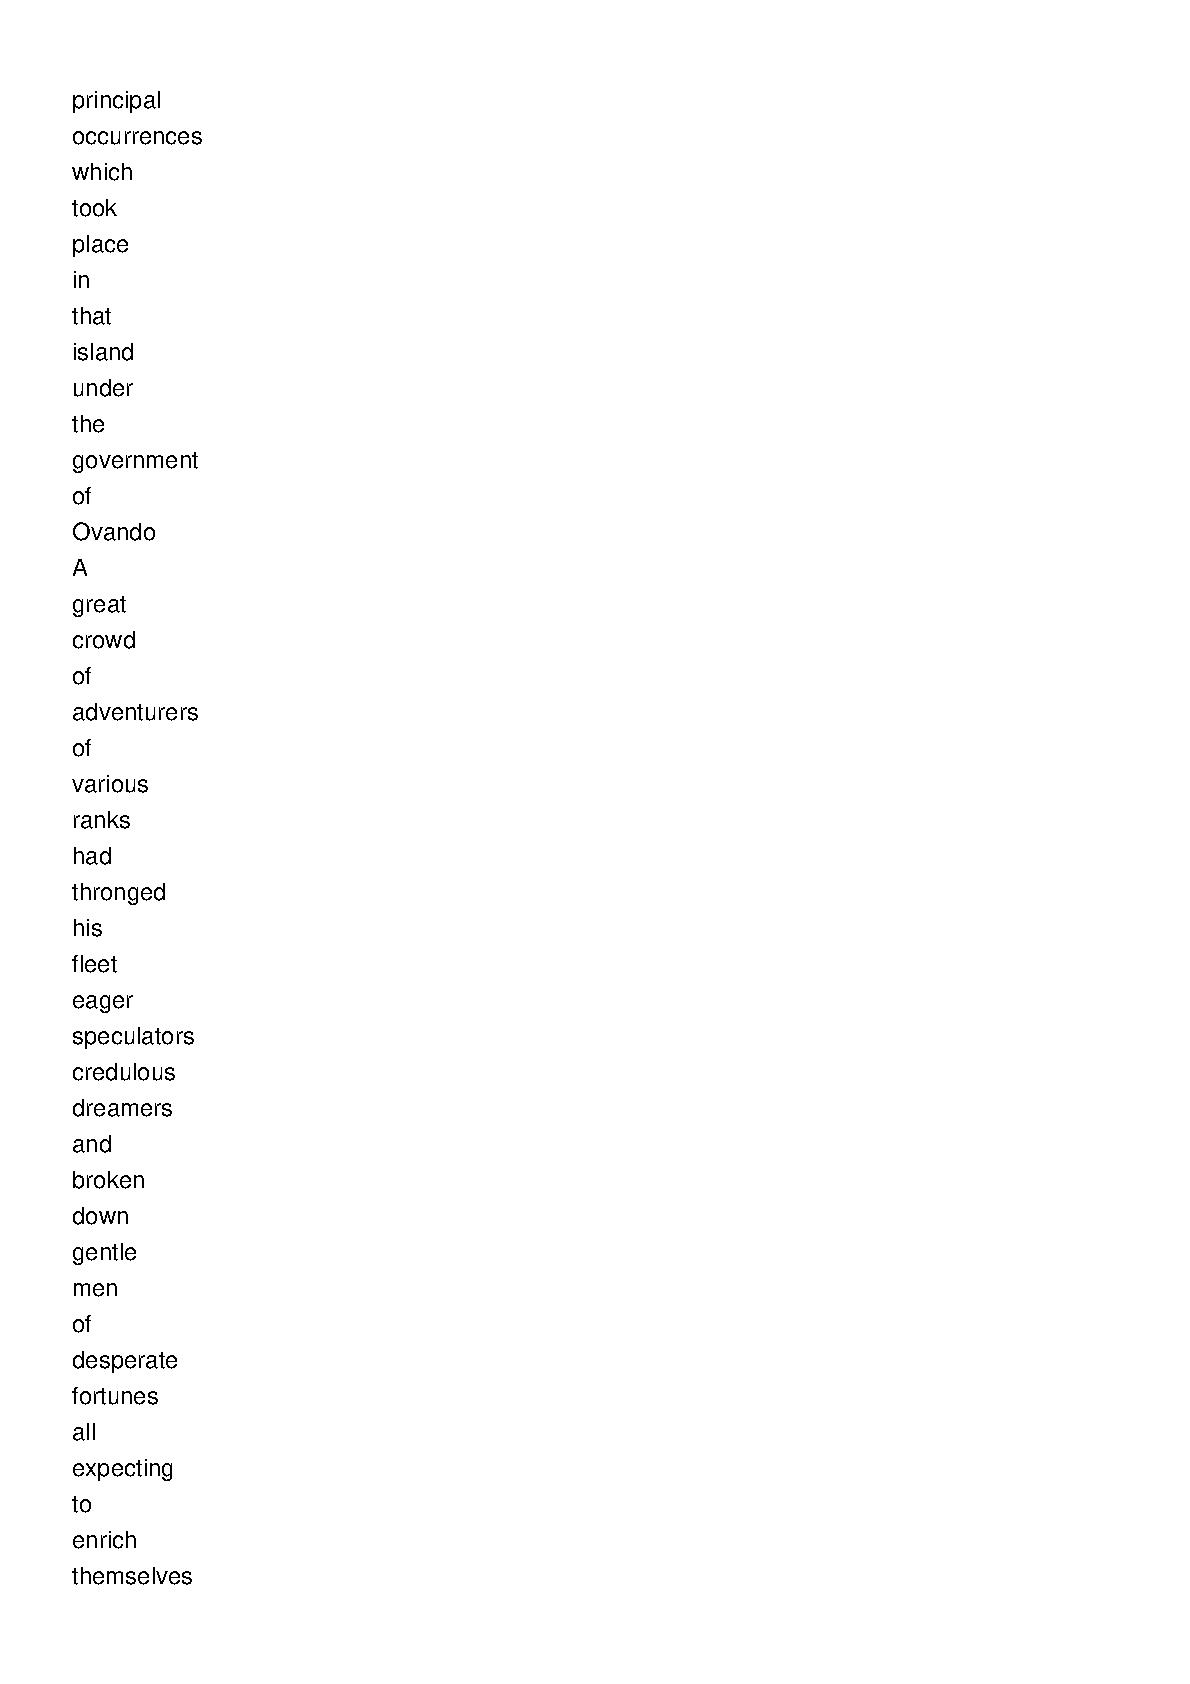 principal
occurrences
which
took
place
in
that
island
under
the
government
of
Ovando
A
great
crowd
of
adventurers
of
various
ranks
had
thronged
his
fleet
eager
speculators
credulous
dreamers
and
broken
down
gentle
men
of
desperate
fortunes
all
expecting
to
enrich
themselves